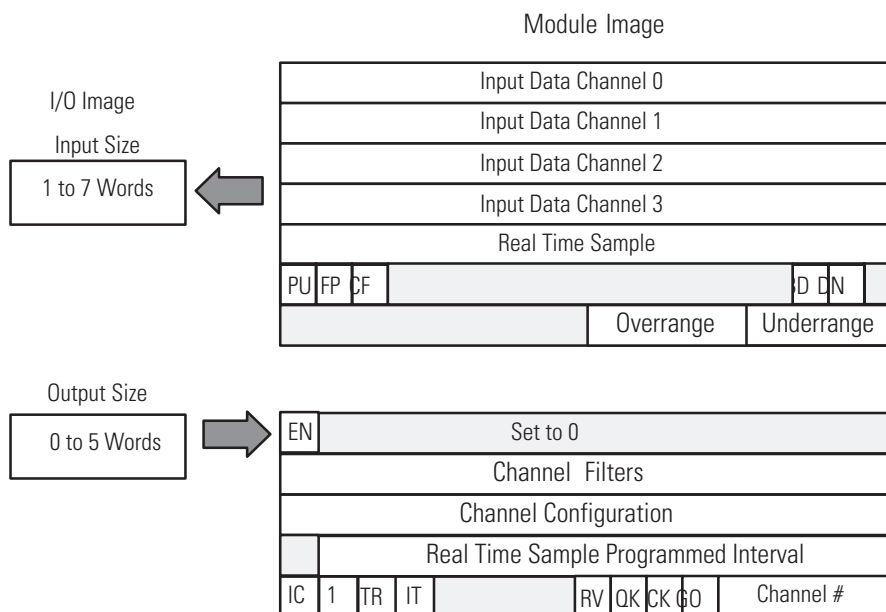 Module Image
I/O Image
Input Size
1 to 7 Words
Input Data Channel 0
Input Data Channel 1
Input Data Channel 2
Input Data Channel 3
Real Time Sample
PU FP CF DN
Overrange Underrange
Output Size
0 to 5 Words
EN Set to 0
Channel Filters
Channel Configuration
Real Time Sample Programmed Interval
IC 1 TR IT RV QK CK GO Channel #